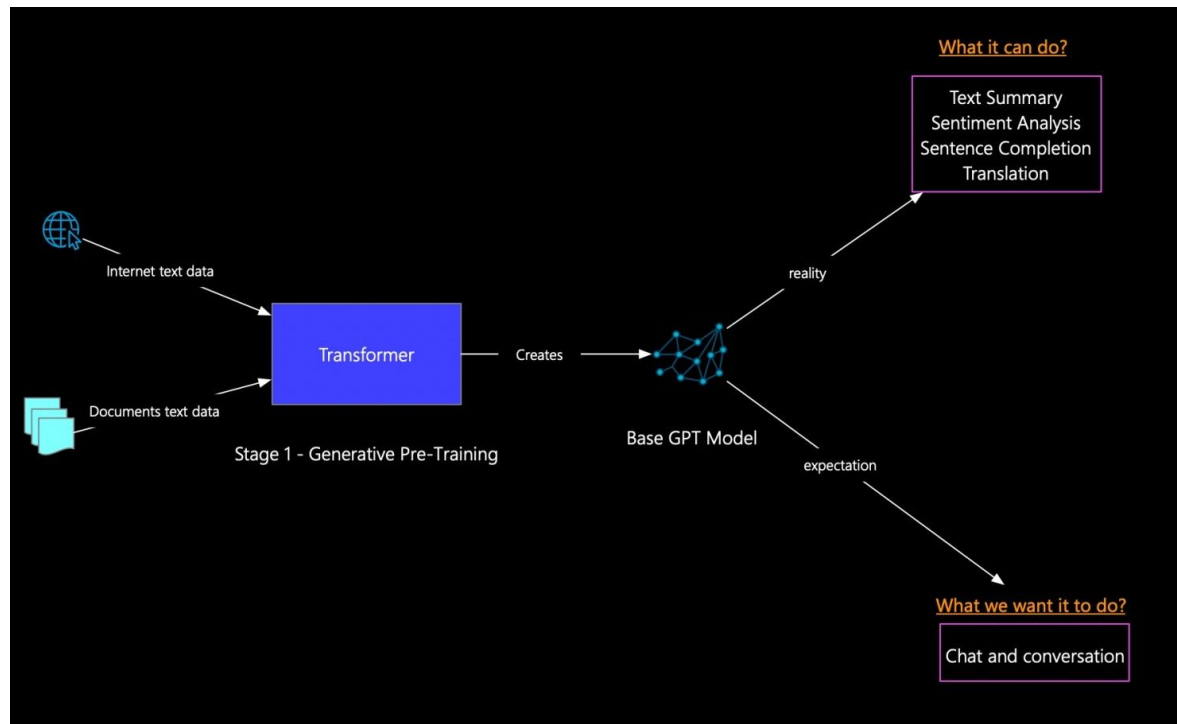 What it can do?
Text Summary
Sentiment Analysis
Sentence Completion
Translation
Internet text data
reality
Transformer
Creates
Documents text data
Base GPT Model
Stage 1 - Generative Pre-Training
expectation
What we want it to do?
Chat and conversation